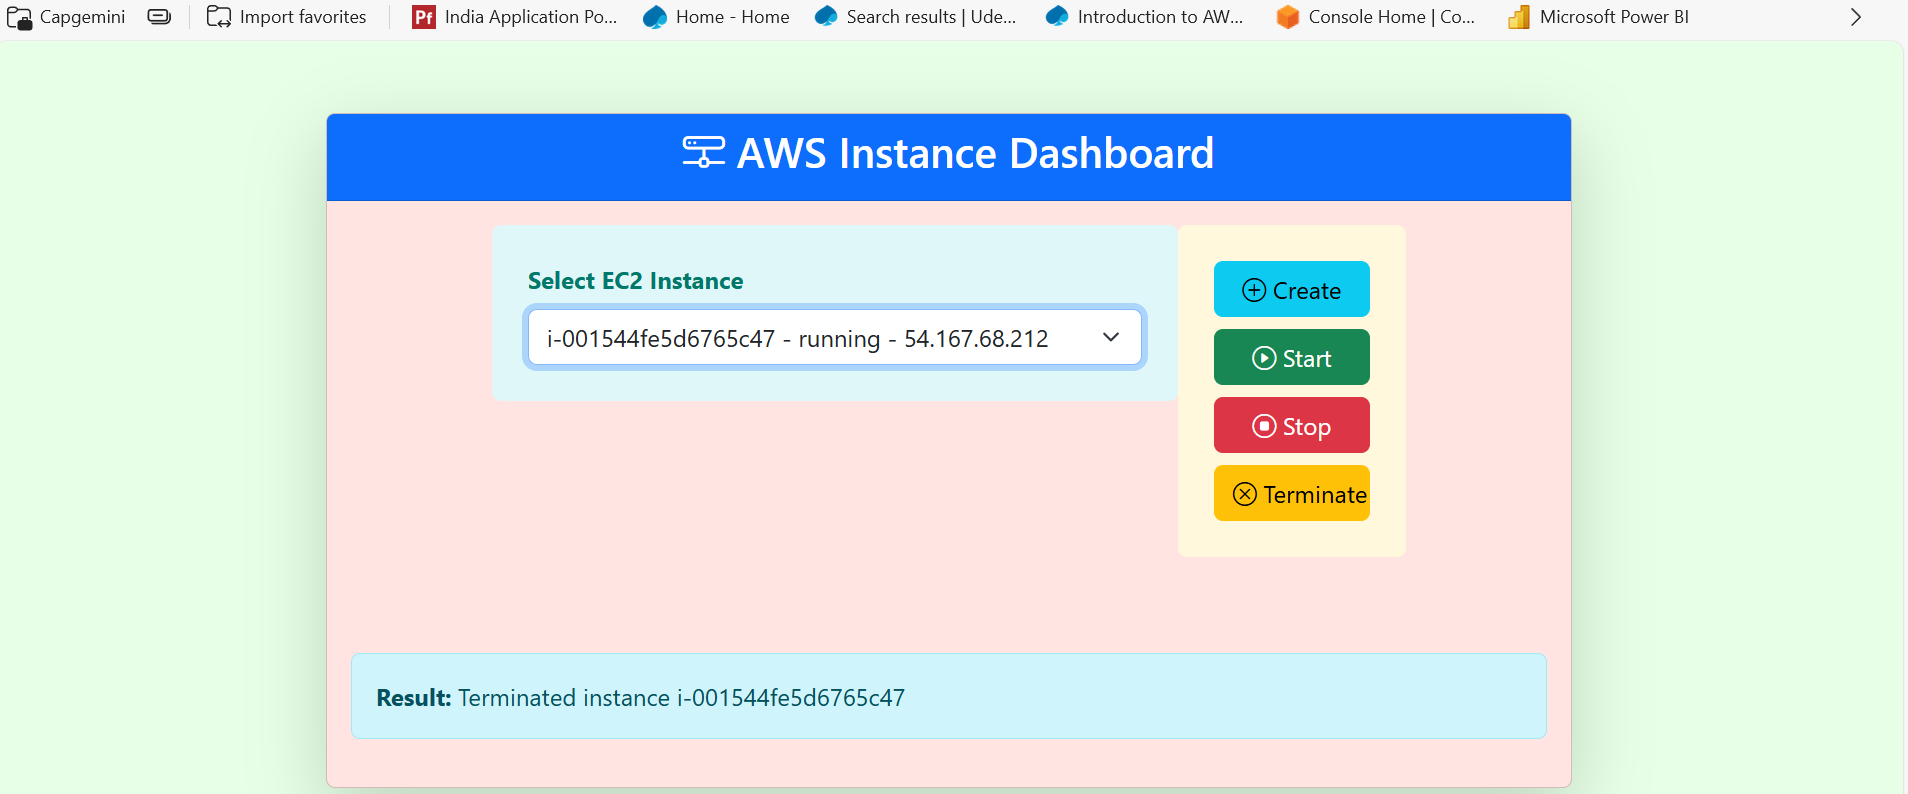 Capgemini
Import favorites
Pf India Application Po...
Home - Home
Search results | Ude...
Introduction to AW...
Console Home | Co...
Microsoft Power BI
AWS Instance Dashboard
Select EC2 Instance
i-001544fe5d6765c47 - running - 54.167.68.212
Create
Start
Stop
Terminate
Result: Terminated instance i-001544fe5d6765c47